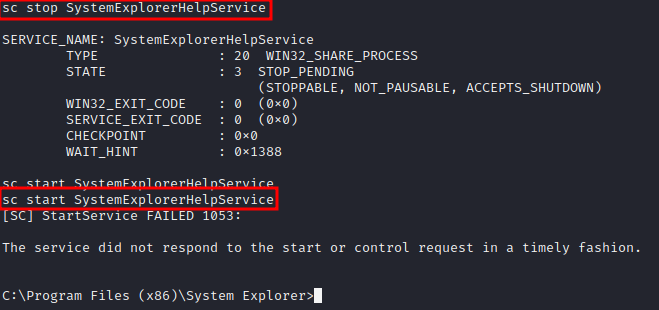 sc stop SystemExplorerHelpService
SERVICE_NAME: SystemExplorerHelpService
TYPE : 20 WIN32_SHARE_PROCESS
STATE : 3 STOP_PENDING
(STOPPABLE, NOT_PAUSABLE, ACCEPTS_SHUTDOWN)
WIN32_EXIT_CODE : 0 (0×0)
SERVICE_EXIT_CODE : 0 (0×0)
CHECKPOINT : 0×0
WAIT_HINT : 0×1388
sc start SystemExplorerHelpService
sc start SystemExplorerHelpService
[SC] StartService FAILED 1053:
The service did not respond to the start or control request in a timely fashion.
C:\Program Files (x86)\System Explorer>